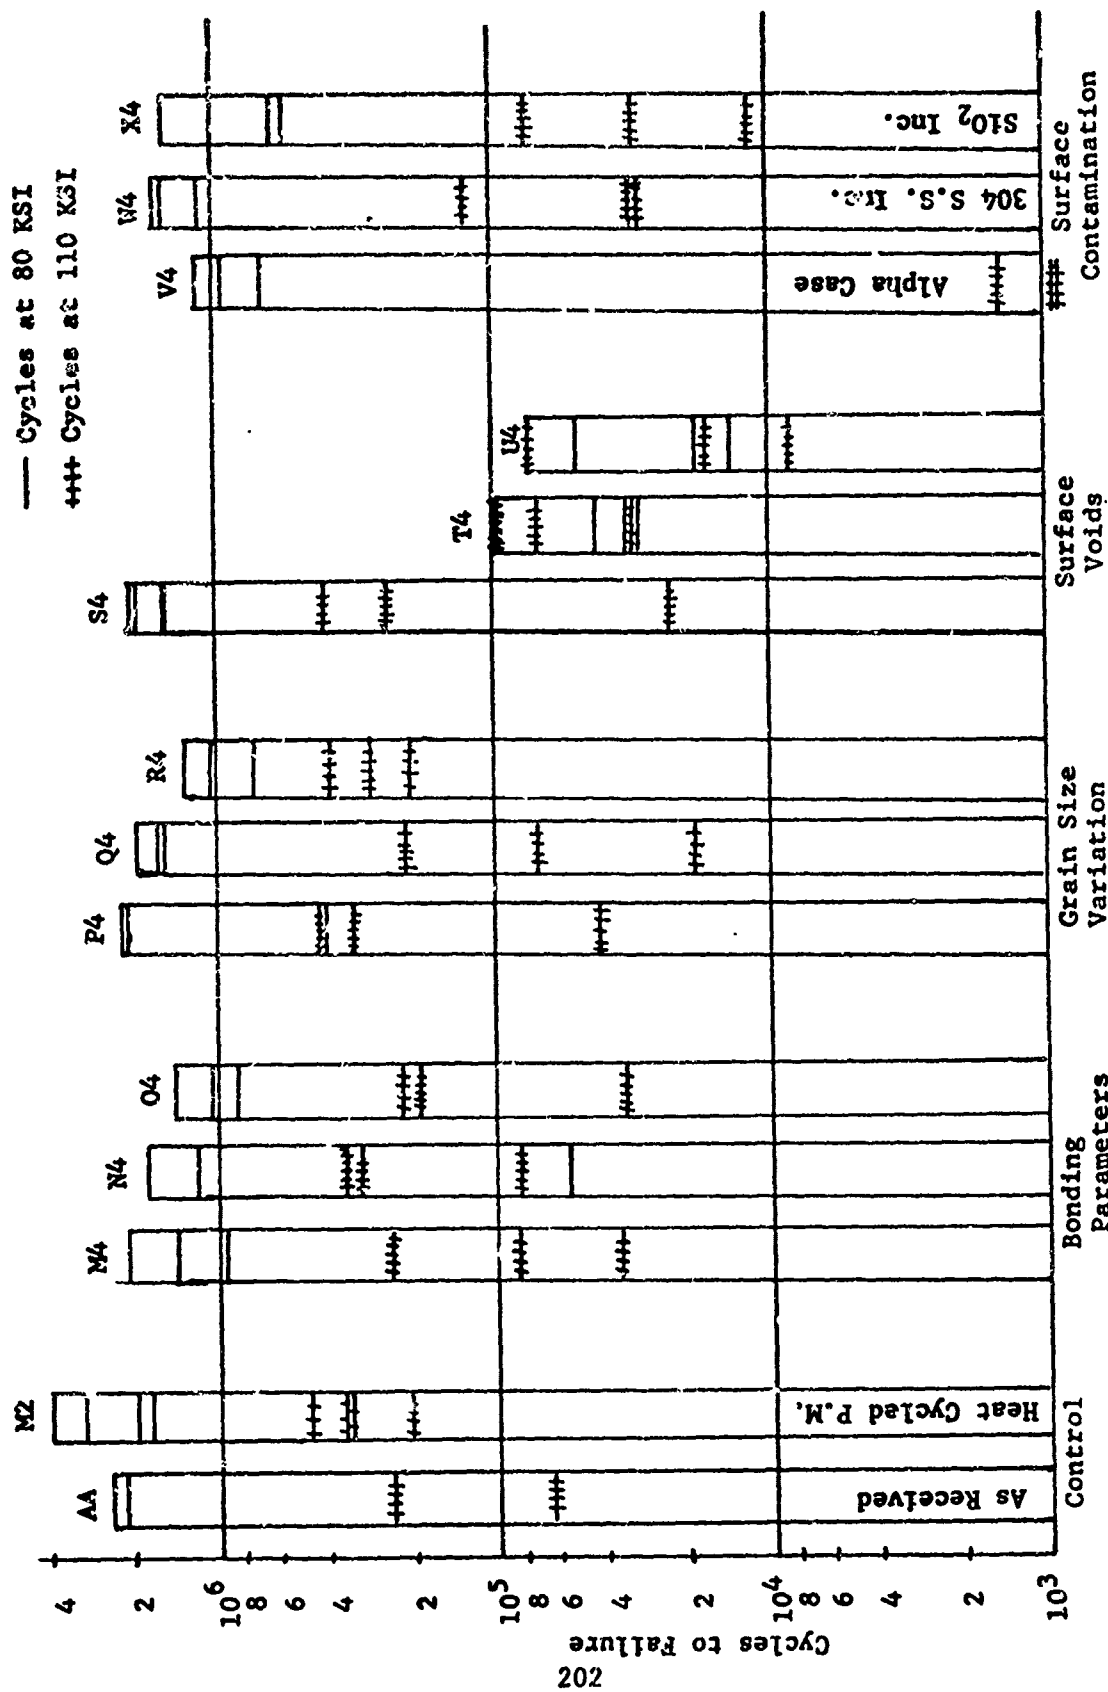 — Cycles at 80 KSI
++++ Cycles at 110 KSI
Cycles to Failure
4
2
10^6
8
6
4
2
10^5
8
6
4
2
10^4
8
6
4
2
10^3
AA
M2
M4
N4
O4
P4
Q4
R4
S4
T4
U4
V4
W4
X4
As Received
Heat Cycled P.M.
Alpha Case
304 S.S. Inc.
SiO2 Inc.
Control
Bonding
Parameters
Grain Size
Variation
Surface
Voids
Surface
Contamination
202